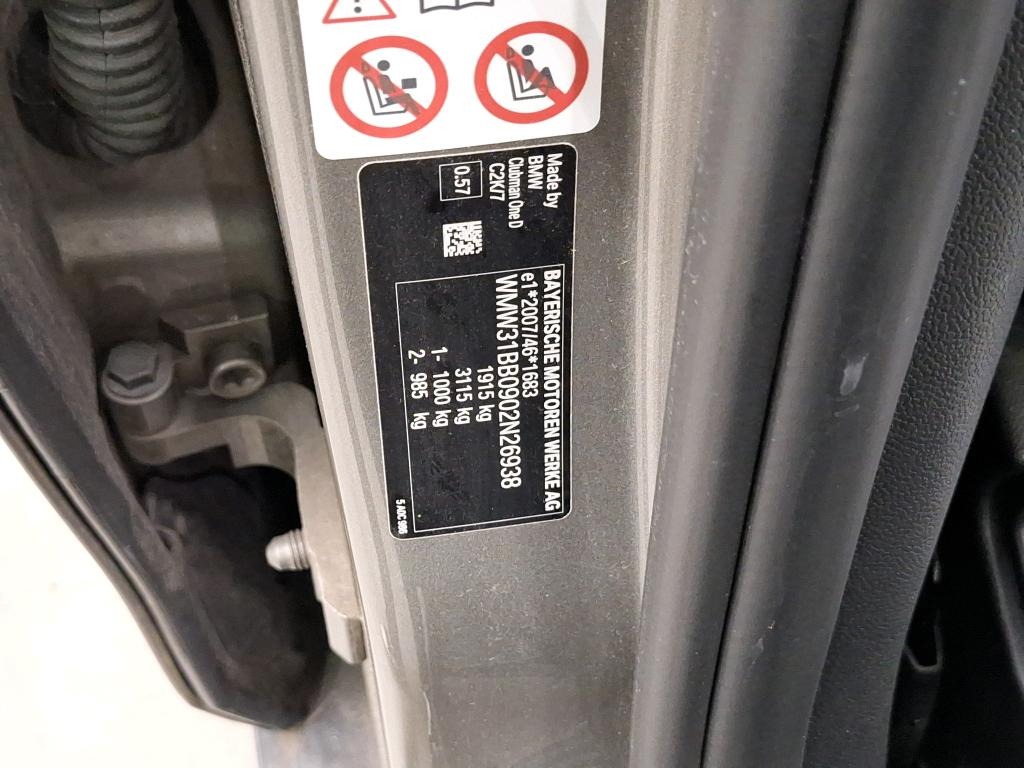 Made by
BMW
Clubman One D
C2K/7
0.57
BAYERISCHE MOTOREN WERKE AG
e1*2007/46*1683
WMW31BB0902N26938
1915 kg
3115 kg
1- 1000 kg
2- 985 kg